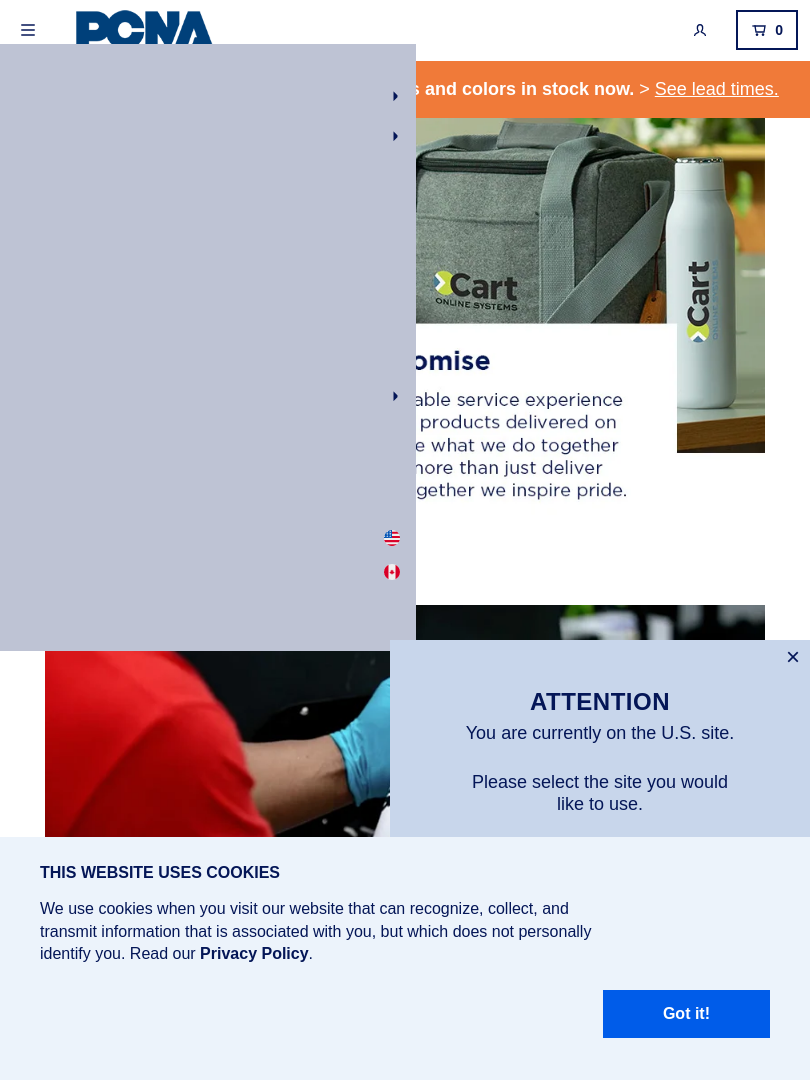 PCNA
0
s and colors in stock now. > See lead times.
Cart
ONLINE SYSTEMS
Cart
ONLINE SYSTEMS
omise
able service experience
products delivered on
e what we do together
more than just deliver
gether we inspire pride.
ATTENTION
You are currently on the U.S. site.
Please select the site you would
like to use.
THIS WEBSITE USES COOKIES
We use cookies when you visit our website that can recognize, collect, and
transmit information that is associated with you, but which does not personally
identify you. Read our Privacy Policy.
Got it!